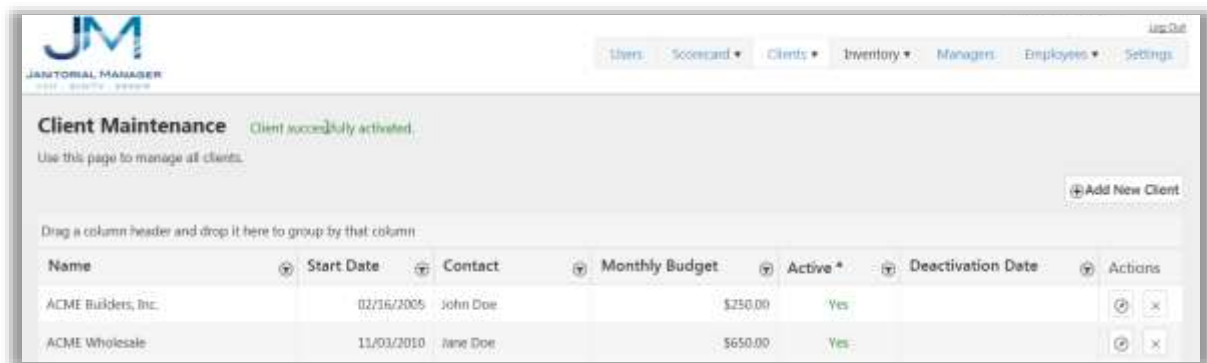 Log Out
JM
JANITORIAL MANAGER
Users Scorecard Clients Inventory Managers Employees Settings
Client Maintenance Client successfully activated.
Use this page to manage all clients.
Add New Client
Drag a column header and drop it here to group by that column
Name Start Date Contact Monthly Budget Active * Deactivation Date Actions
ACME Builders, Inc. 02/16/2005 John Doe $250.00 Yes
ACME Wholesale 11/03/2010 Jane Doe $650.00 Yes